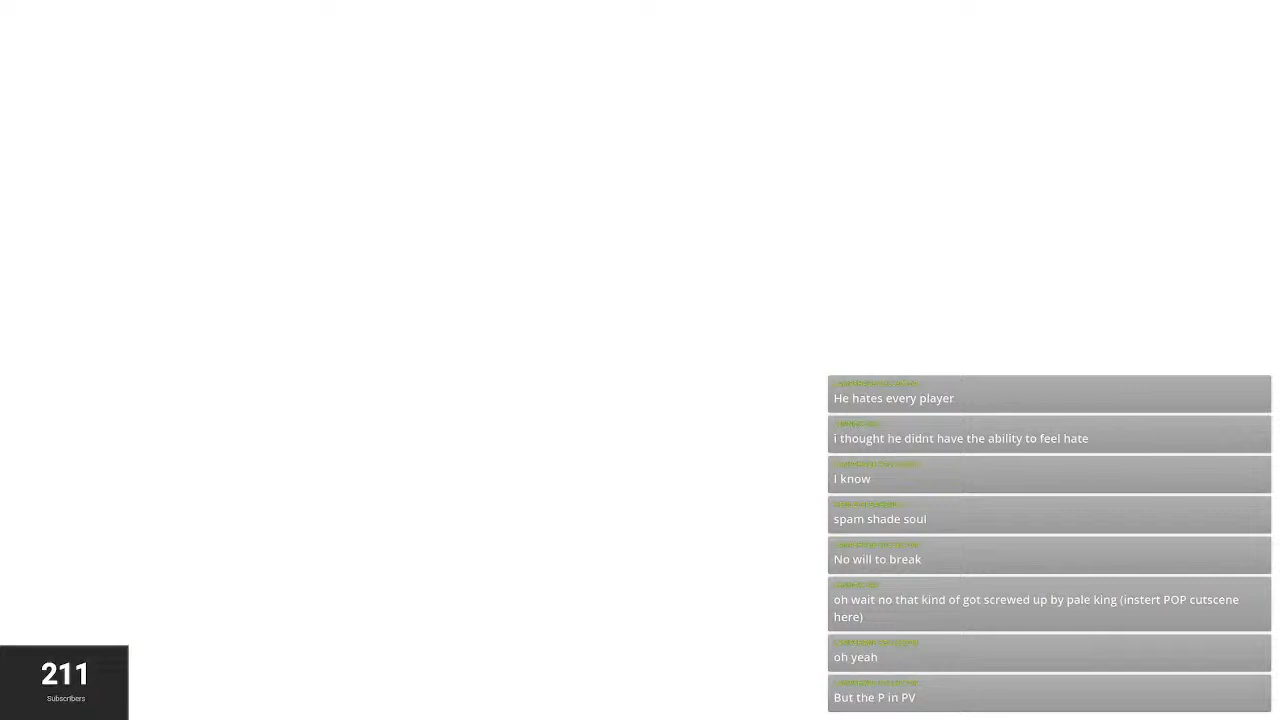 He hates every player
i thought he didnt have the ability to feel hate
I know
spam shade soul
No will to break
oh wait no that kind of got screwed up by pale king (instert POP cutscene
here)
oh yeah
But the P in PV
211
Subscribers